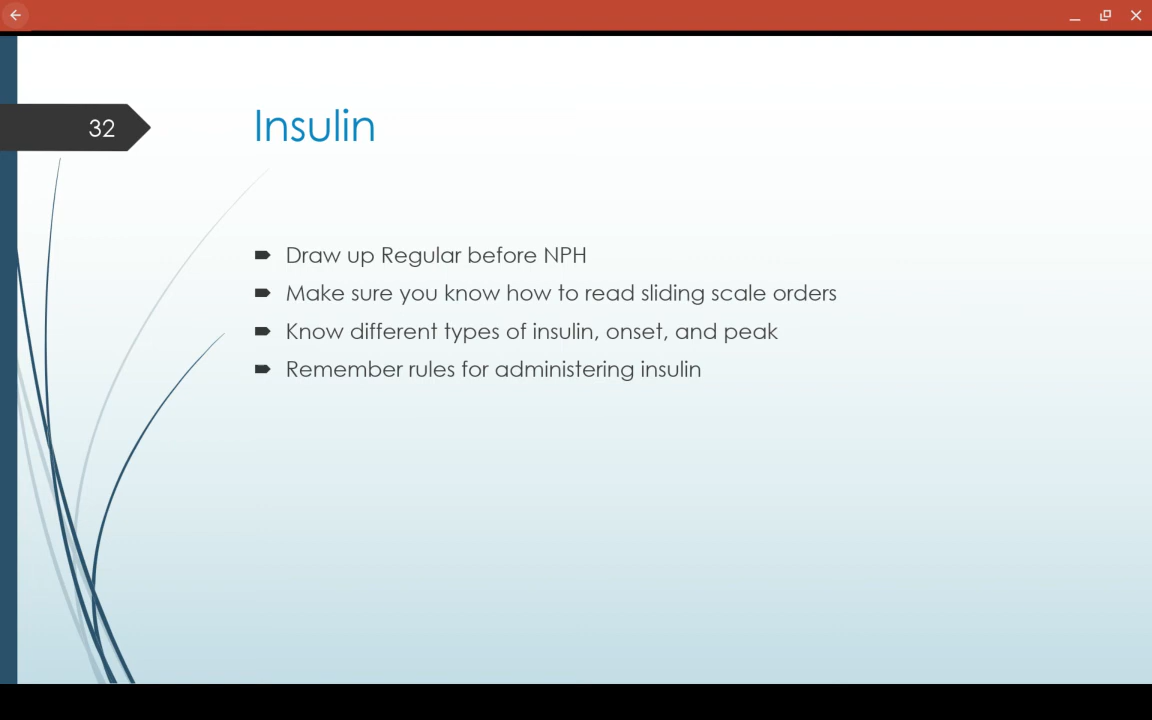 32
Insulin
Draw up Regular before NPH
Make sure you know how to read sliding scale orders
Know different types of insulin, onset, and peak
Remember rules for administering insulin